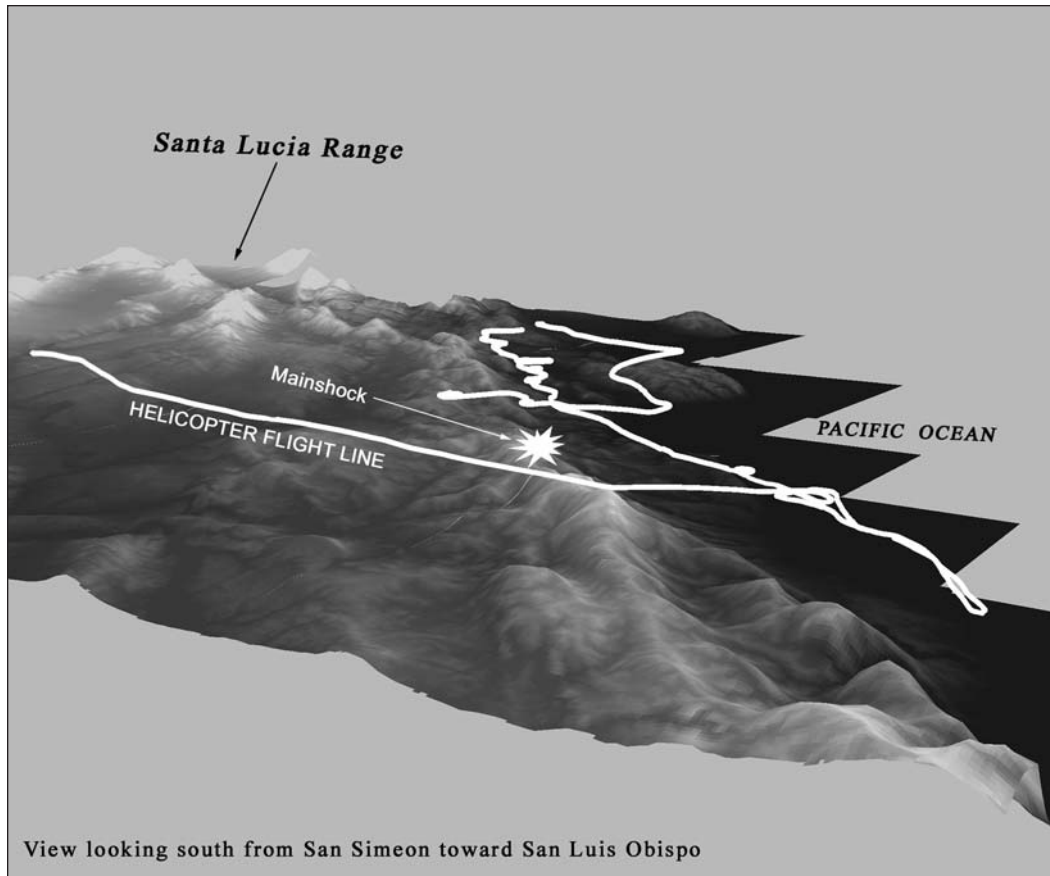 Santa Lucia Range
Mainshock
HELICOPTER FLIGHT LINE
PACIFIC OCEAN
View looking south from San Simeon toward San Luis Obispo